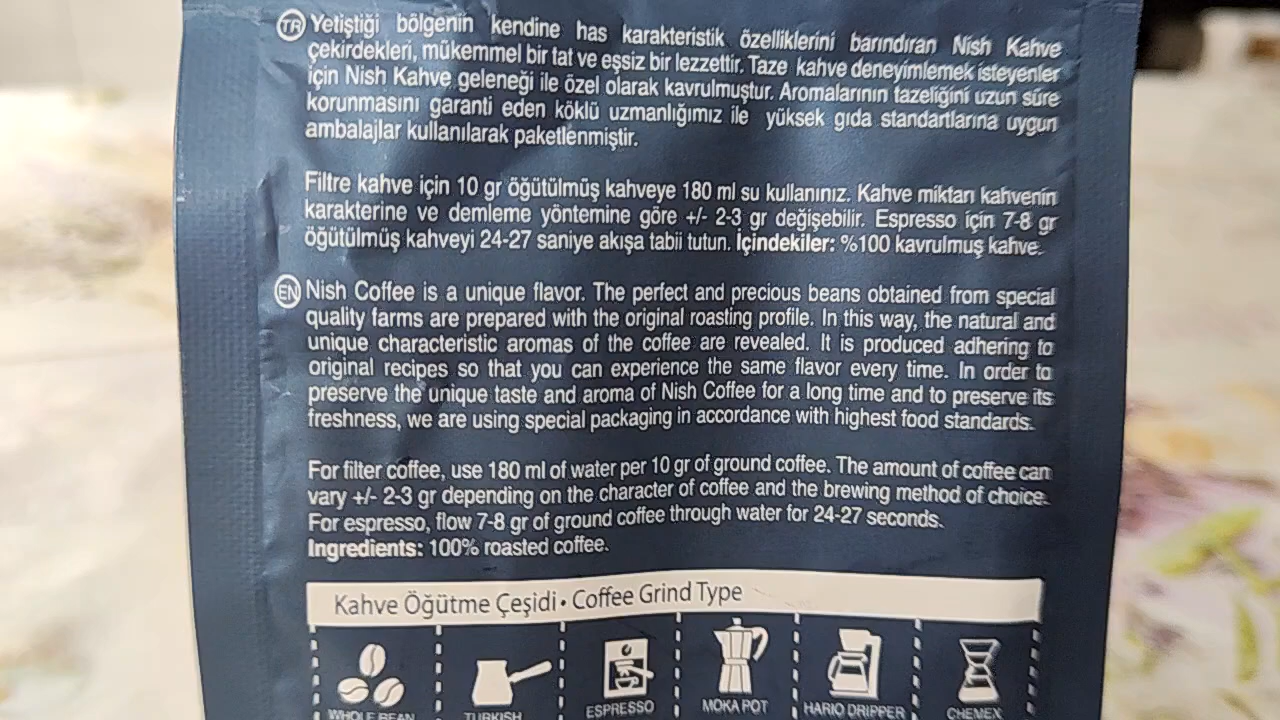 TR Yetiştiği bölgenin kendine has karakteristik özelliklerini barındıran Nish Kahve
çekirdekleri, mükemmel bir tat ve eşsiz bir lezzettir. Taze kahve deneyimlemek isteyenler
için Nish Kahve geleneği ile özel olarak kavrulmuştur. Aromalarının tazeliğini uzun süre
korunmasını garanti eden köklü uzmanlığımız ile yüksek gıda standartlarına uygun
ambalajlar kullanılarak paketlenmiştir.
Filtre kahve için 10 gr öğütülmüş kahveye 180 ml su kullanınız. Kahve miktarı kahvenin
karakterine ve demleme yöntemine göre +/- 2-3 gr değişebilir. Espresso için 7-8 gr
öğütülmüş kahveyi 24-27 saniye akışa tabii tutun. İçindekiler: %100 kavrulmuş kahve.
EN Nish Coffee is a unique flavor. The perfect and precious beans obtained from special
quality farms are prepared with the original roasting profile. In this way, the natural and
unique characteristic aromas of the coffee are revealed. It is produced adhering to
original recipes so that you can experience the same flavor every time. In order to
preserve the unique taste and aroma of Nish Coffee for a long time and to preserve its
freshness, we are using special packaging in accordance with highest food standards.
For filter coffee, use 180 ml of water per 10 gr of ground coffee. The amount of coffee can
vary +/- 2-3 gr depending on the character of coffee and the brewing method of choice.
For espresso, flow 7-8 gr of ground coffee through water for 24-27 seconds.
Ingredients: 100% roasted coffee.
Kahve Öğütme Çeşidi • Coffee Grind Type
WHOLE BEAN TURKISH ESPRESSO MOKA POT HARIO DRIPPER CHEMEX